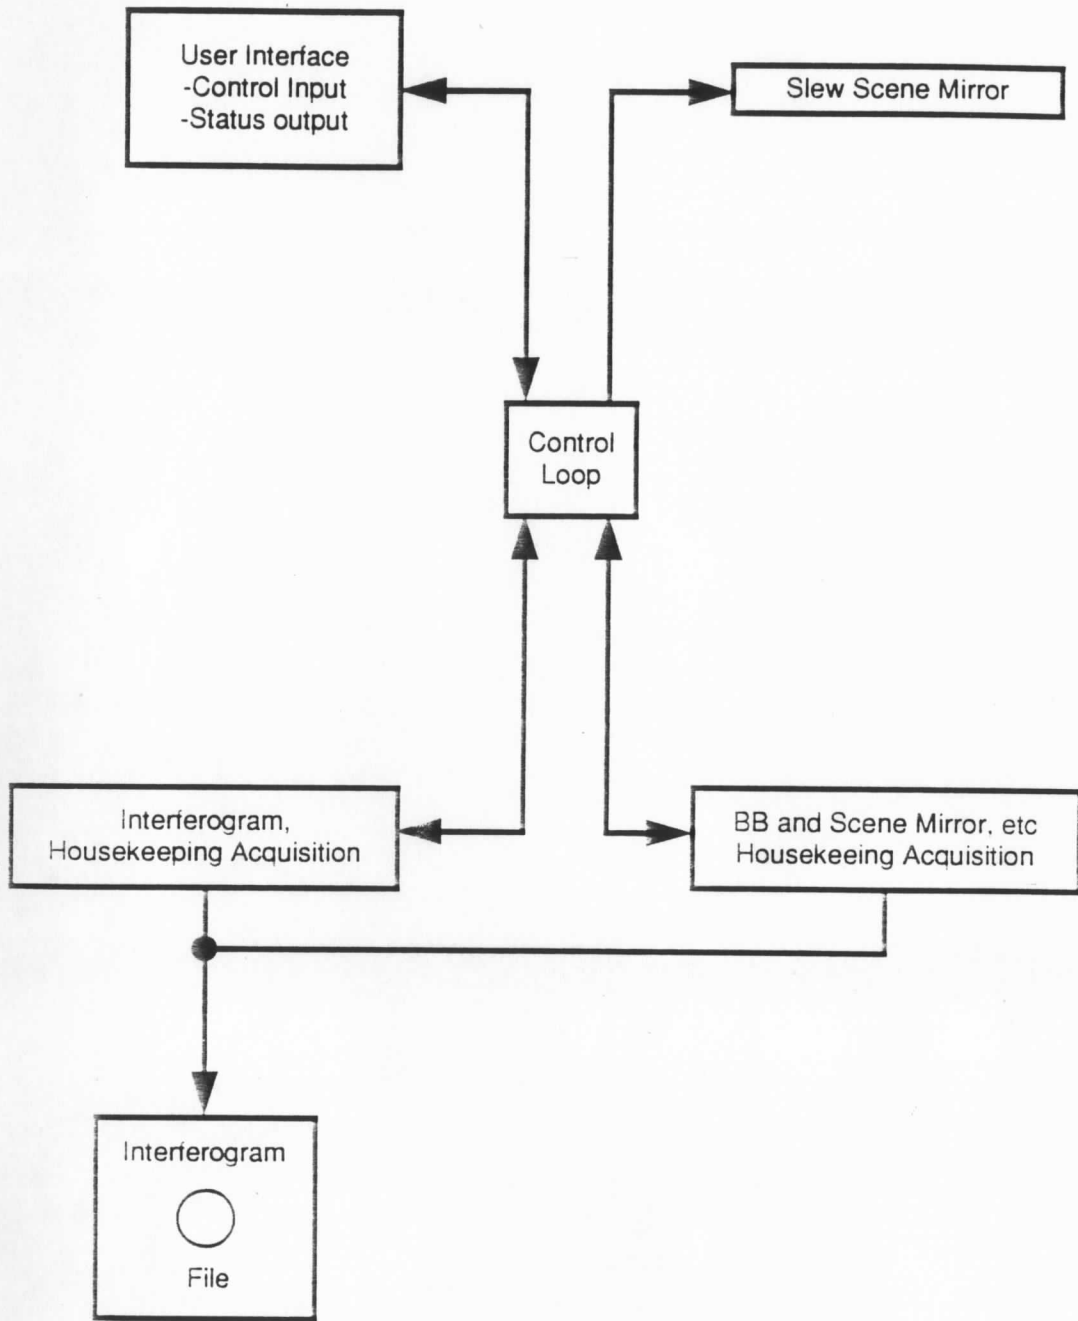 User Interface
-Control Input
-Status output
Slew Scene Mirror
Control
Loop
Interferogram,
Housekeeping Acquisition
BB and Scene Mirror, etc
Housekeeing Acquisition
Interferogram
File